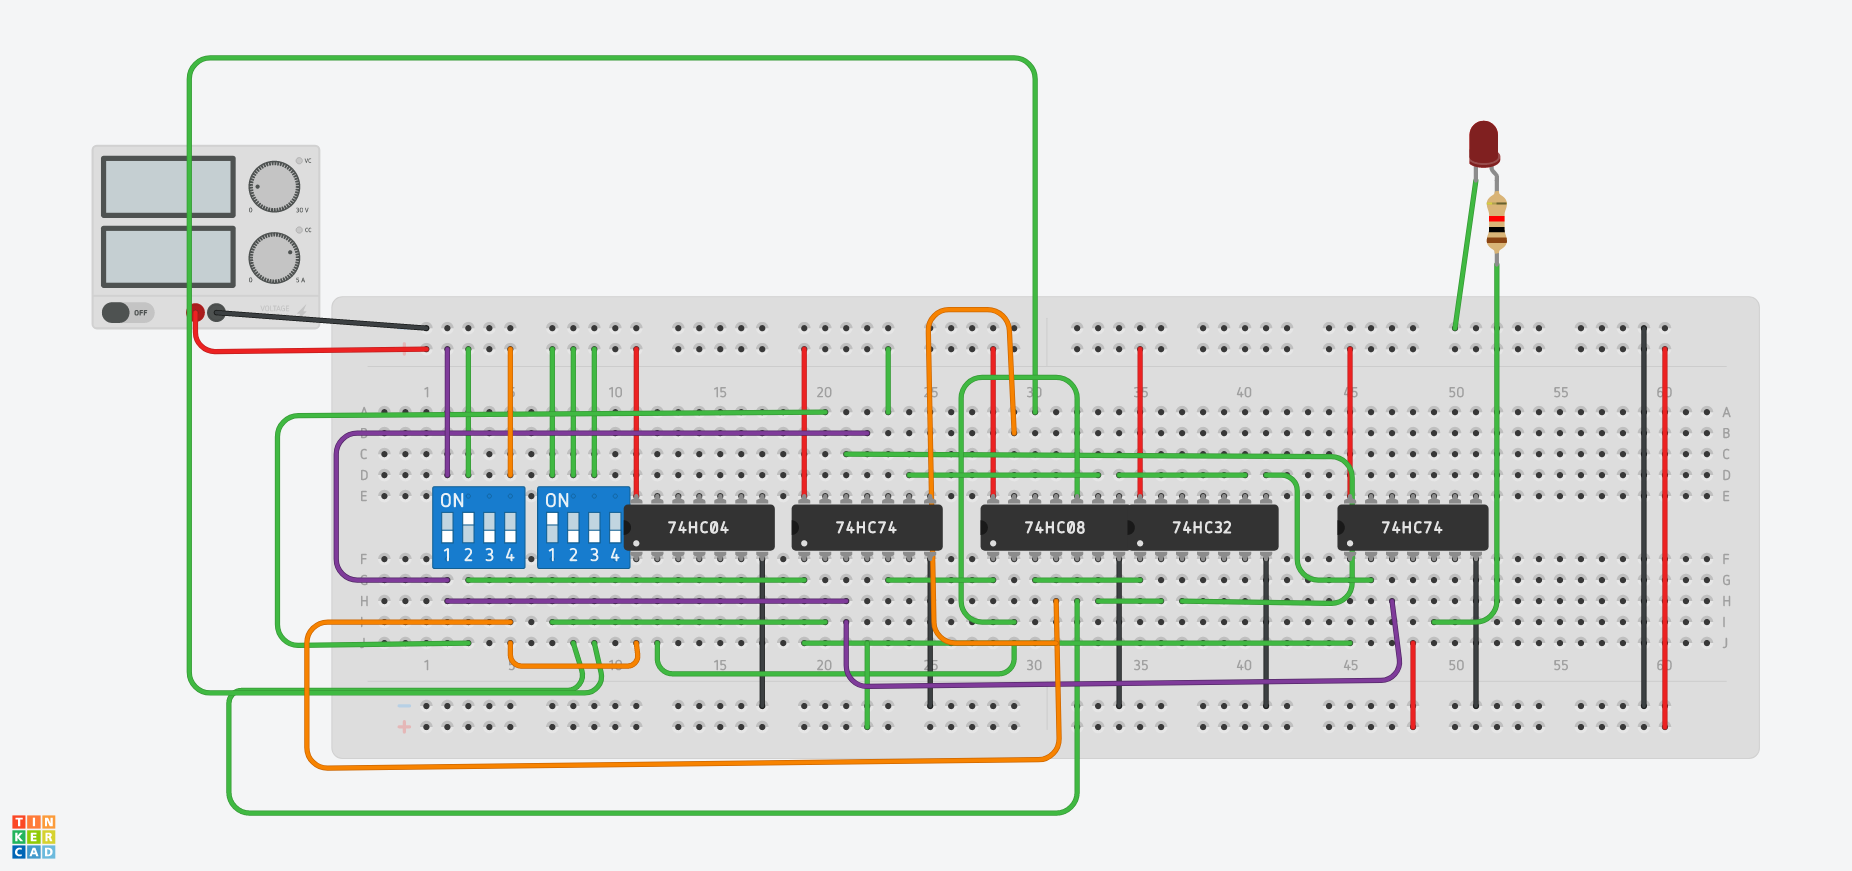 VC
0 30 V
CC
0 5 A
OFF VOLTAGE
+
1 5 10 15 20 25 30 35 40 45 50 55 60
A A
B B
C C
D D
E E
ON ON
1 2 3 4 1 2 3 4
74HC04 74HC74 74HC08 74HC32 74HC74
F F
G G
H H
I I
J J
1 5 10 15 20 25 30 35 40 45 50 55 60
−
+
TIN
KER
CAD